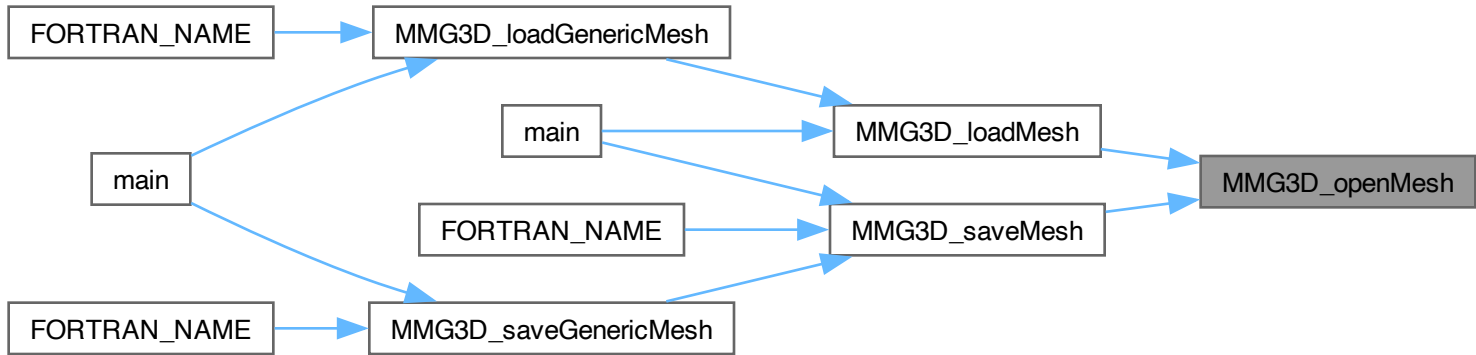 FORTRAN_NAME
MMG3D_loadGenericMesh
main
MMG3D_loadMesh
main
MMG3D_openMesh
FORTRAN_NAME
MMG3D_saveMesh
FORTRAN_NAME
MMG3D_saveGenericMesh